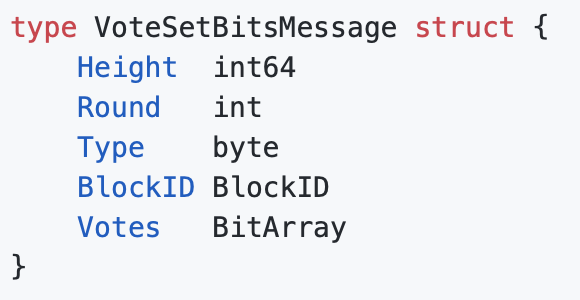 type VoteSetBitsMessage struct {
    Height  int64
    Round   int
    Type    byte
    BlockID BlockID
    Votes   BitArray
}